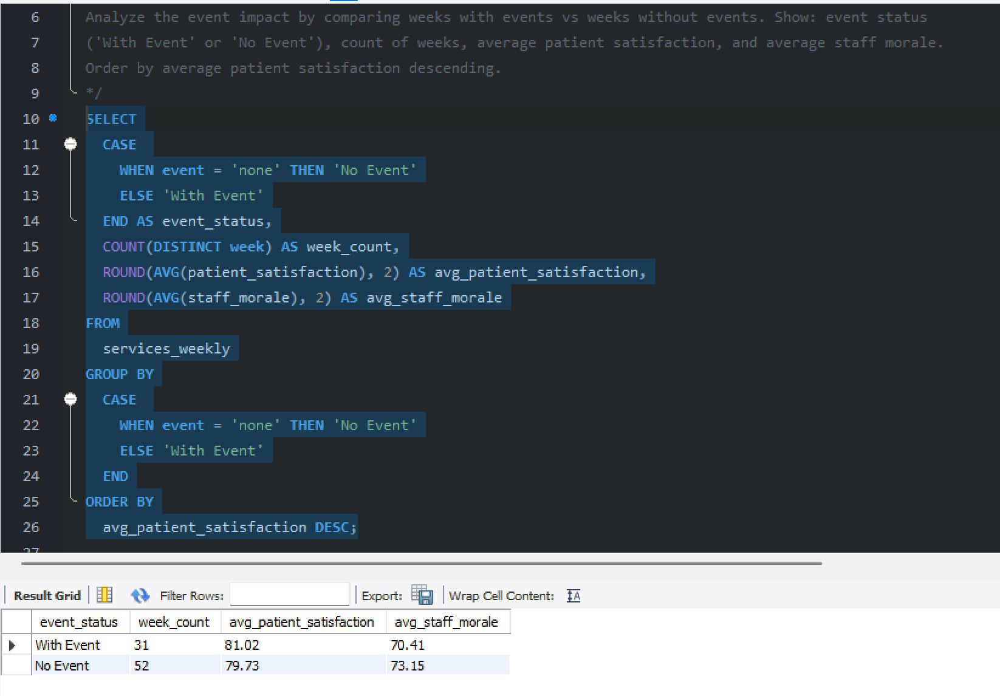 6 Analyze the event impact by comparing weeks with events vs weeks without events. Show: event status
7 ('With Event' or 'No Event'), count of weeks, average patient satisfaction, and average staff morale.
8 Order by average patient satisfaction descending.
9 */
10 SELECT
11 CASE
12 WHEN event = 'none' THEN 'No Event'
13 ELSE 'With Event'
14 END AS event_status,
15 COUNT(DISTINCT week) AS week_count,
16 ROUND(AVG(patient_satisfaction), 2) AS avg_patient_satisfaction,
17 ROUND(AVG(staff_morale), 2) AS avg_staff_morale
18 FROM
19 services_weekly
20 GROUP BY
21 CASE
22 WHEN event = 'none' THEN 'No Event'
23 ELSE 'With Event'
24 END
25 ORDER BY
26 avg_patient_satisfaction DESC;
27
Result Grid Filter Rows: Export: Wrap Cell Content:
event_status week_count avg_patient_satisfaction avg_staff_morale
With Event 31 81.02 70.41
No Event 52 79.73 73.15